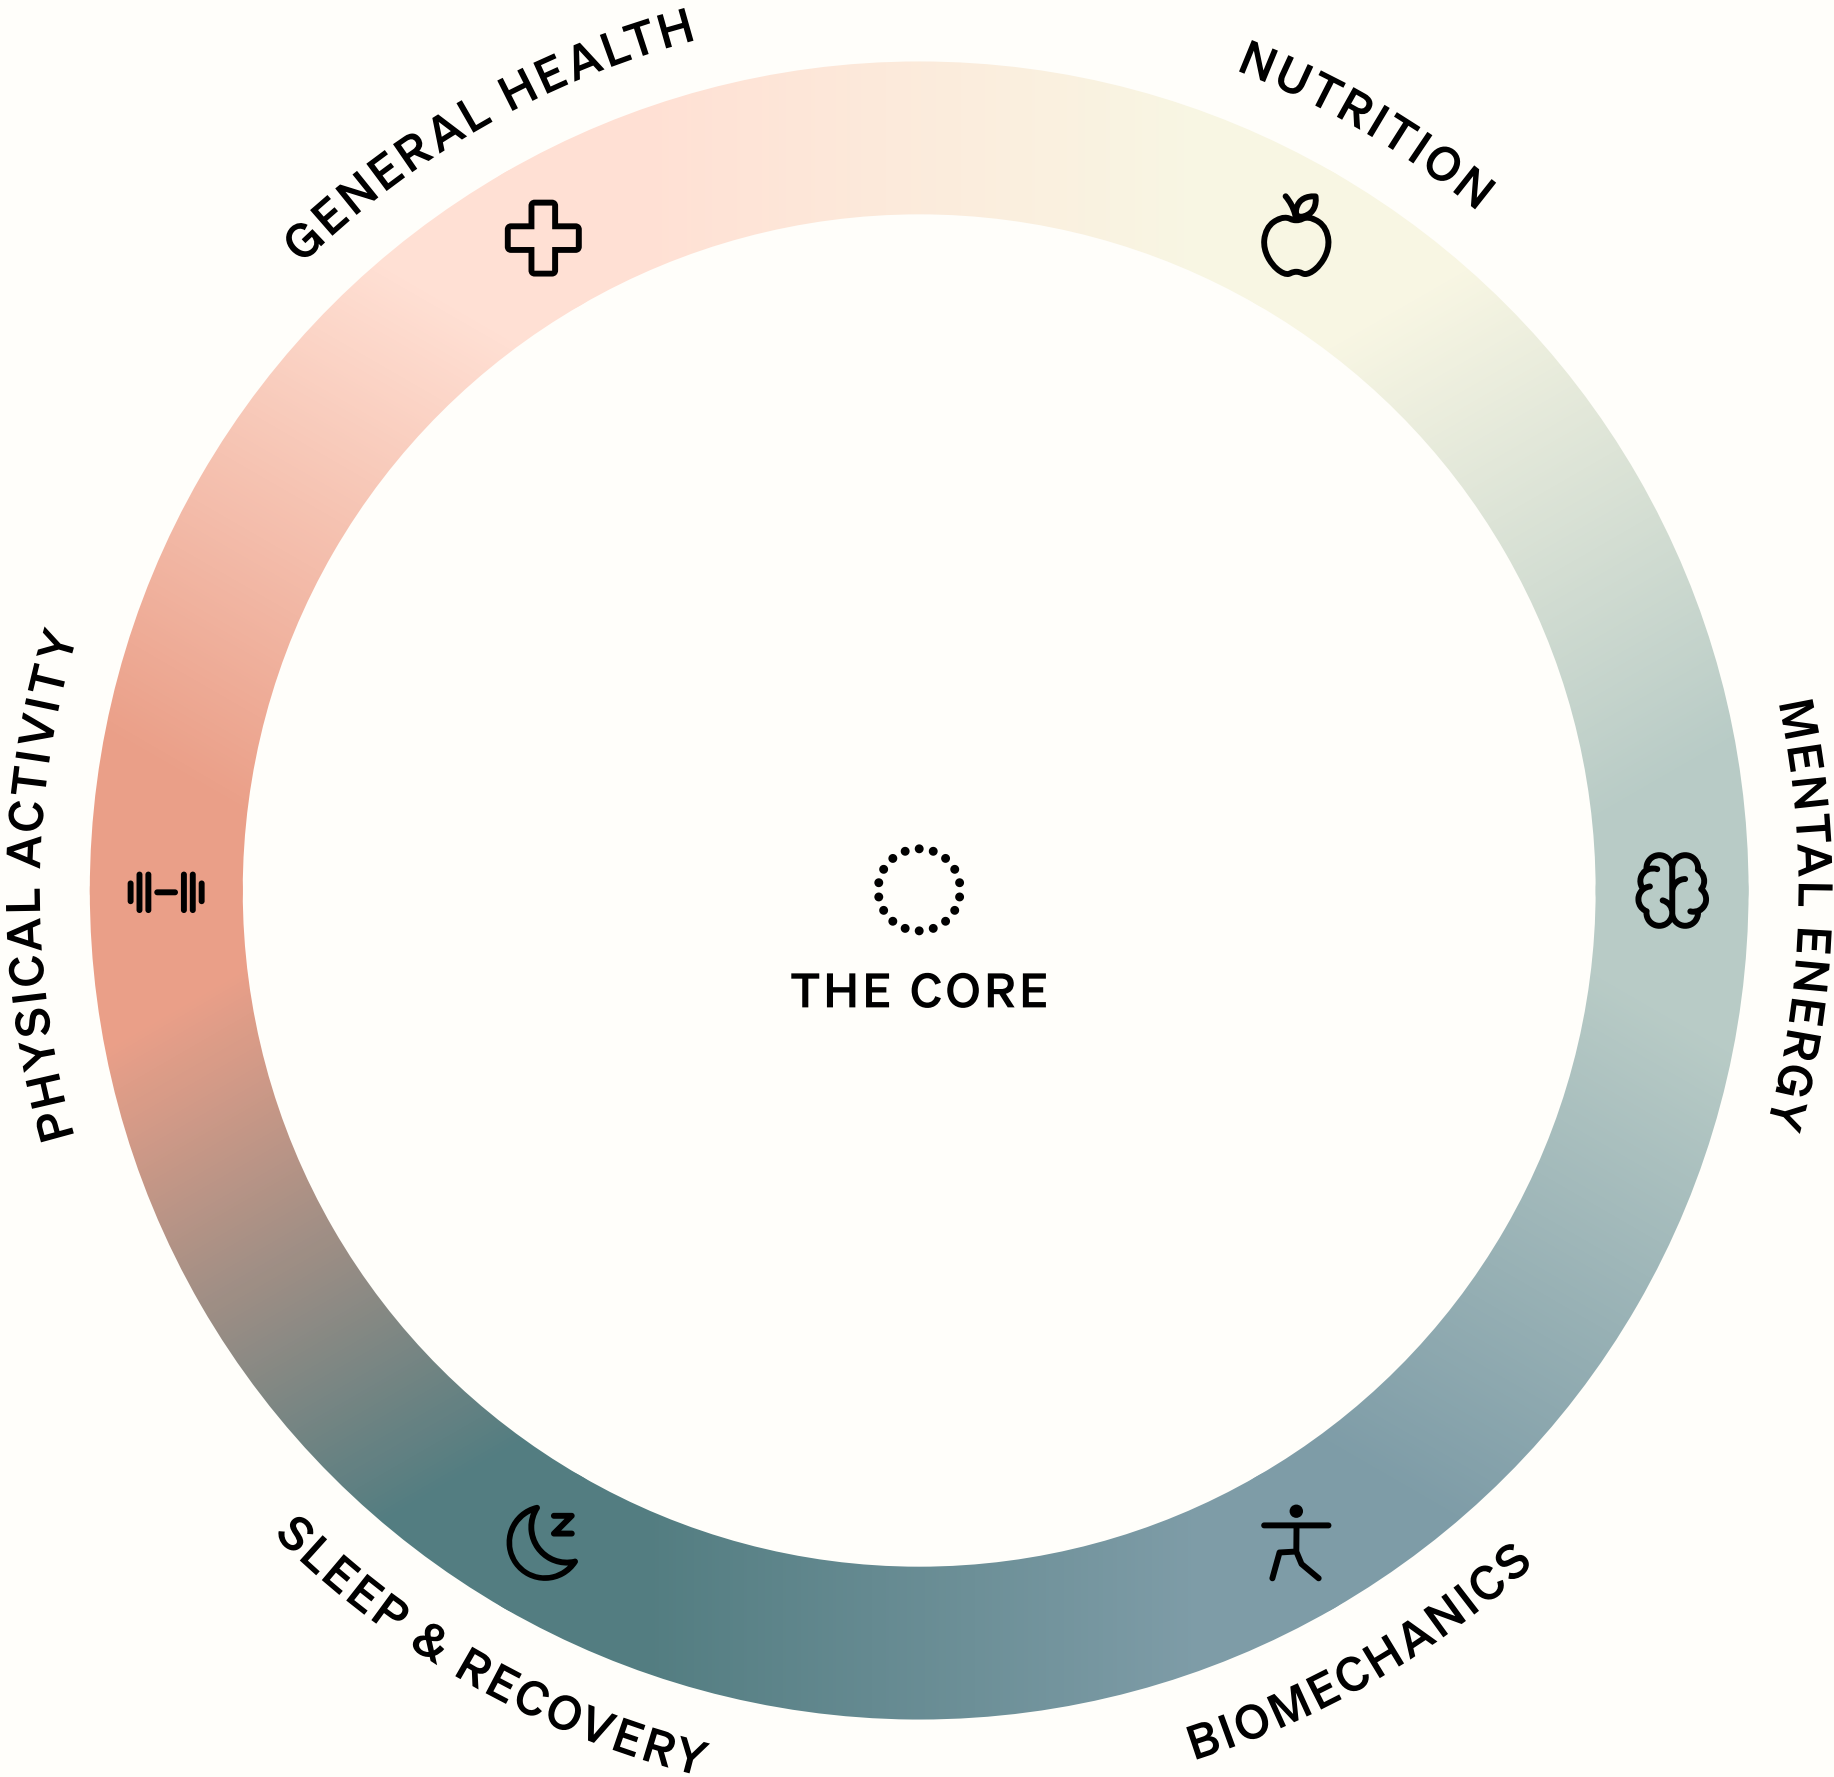 GENERAL HEALTH
NUTRITION
MENTAL ENERGY
BIOMECHANICS
SLEEP & RECOVERY
PHYSICAL ACTIVITY
THE CORE